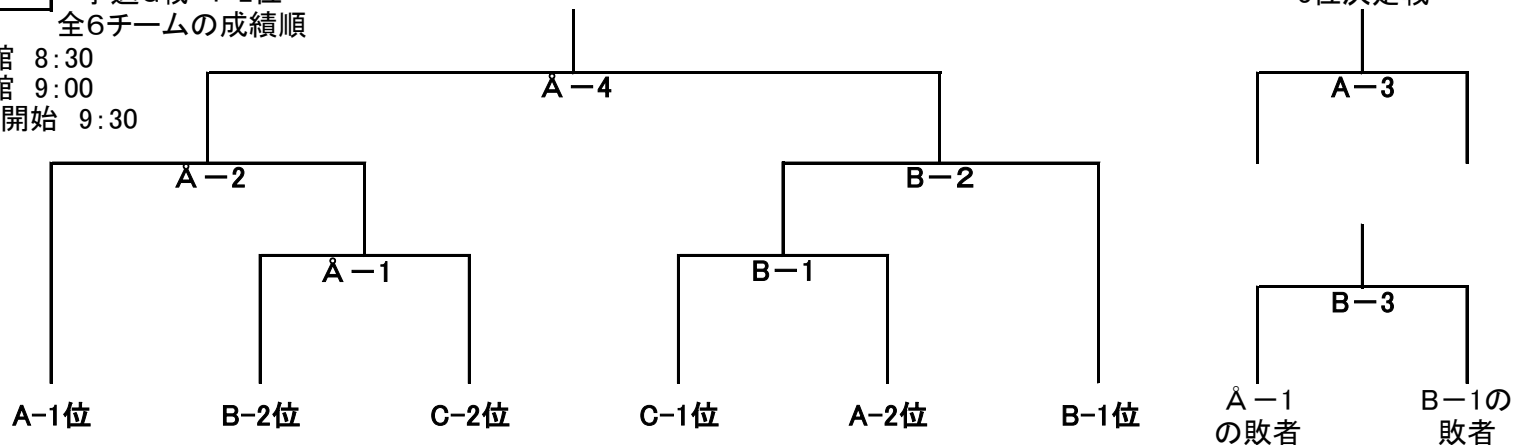 全6チームの成績順
館 8:30
館 9:00
開始 9:30
Å－4
A－3
Å－2
B－2
Å－1
B－1
B－3
A-1位
B-2位
C-2位
C-1位
A-2位
B-1位
Å－1
の敗者
B－1の
敗者